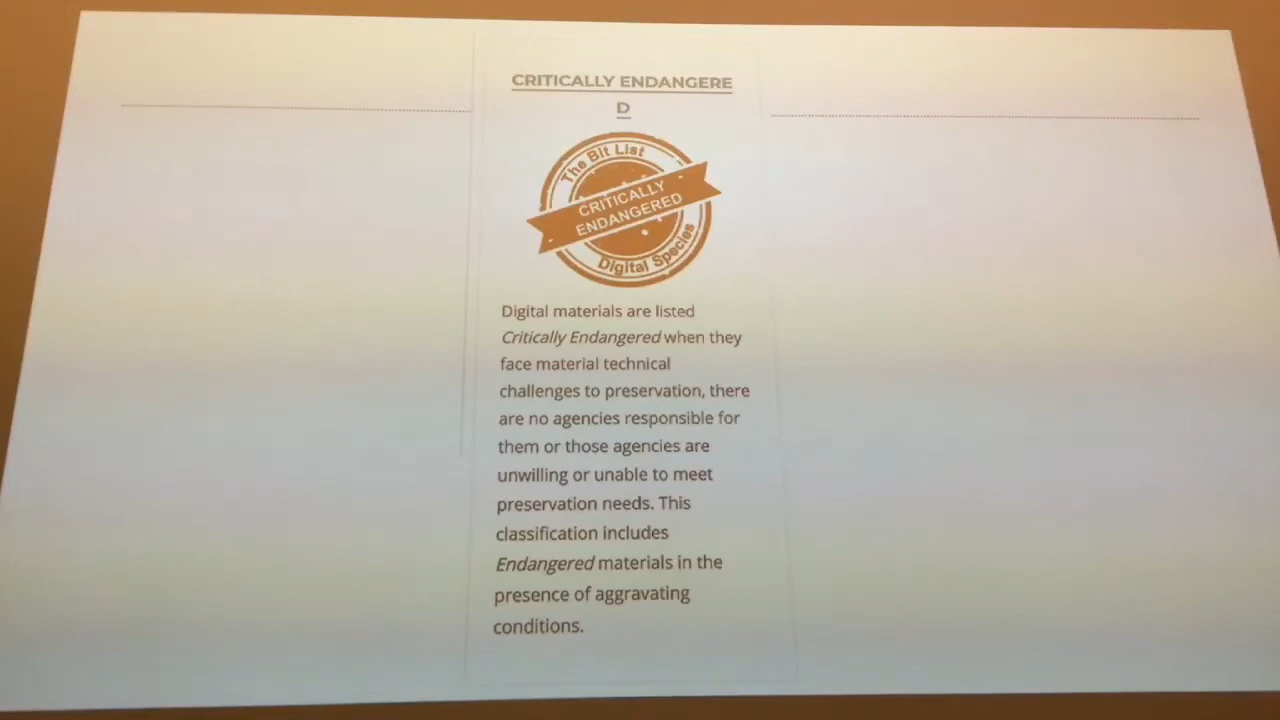 CRITICALLY ENDANGERE
D
The Bit List
CRITICALLY
ENDANGERED
Digital Species
Digital materials are listed
Critically Endangered when they
face material technical
challenges to preservation, there
are no agencies responsible for
them or those agencies are
unwilling or unable to meet
preservation needs. This
classification includes
Endangered materials in the
presence of aggravating
conditions.